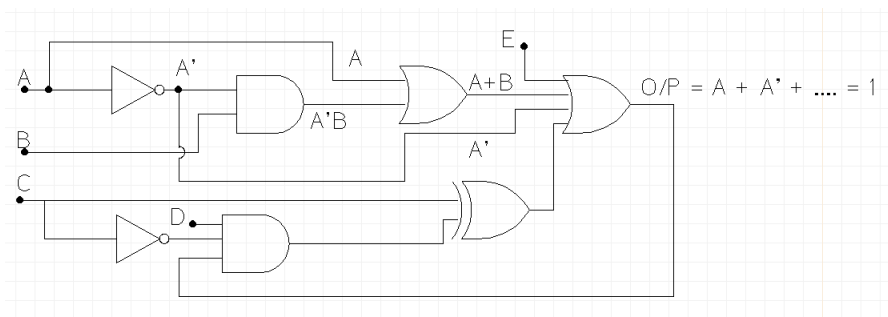 E
A
A'
A
A+B
O/P = A + A' + .... = 1
A'B
B
A'
C
D